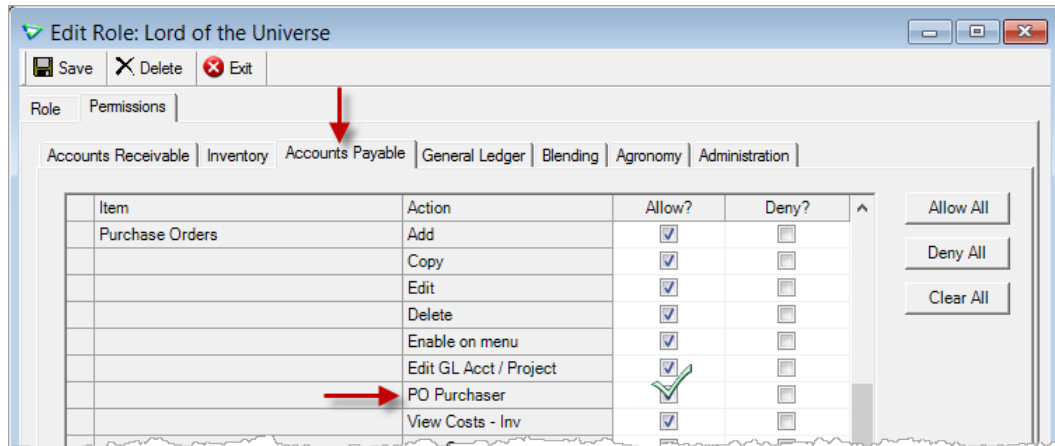 Edit Role: Lord of the Universe
Save Delete Exit
Role Permissions
Accounts Receivable Inventory Accounts Payable General Ledger Blending Agronomy Administration
Item Action Allow? Deny? Allow All
Purchase Orders Add
Copy Deny All
Edit
Clear All
Delete
Enable on menu
Edit GL Acct / Project
PO Purchaser
View Costs - Inv